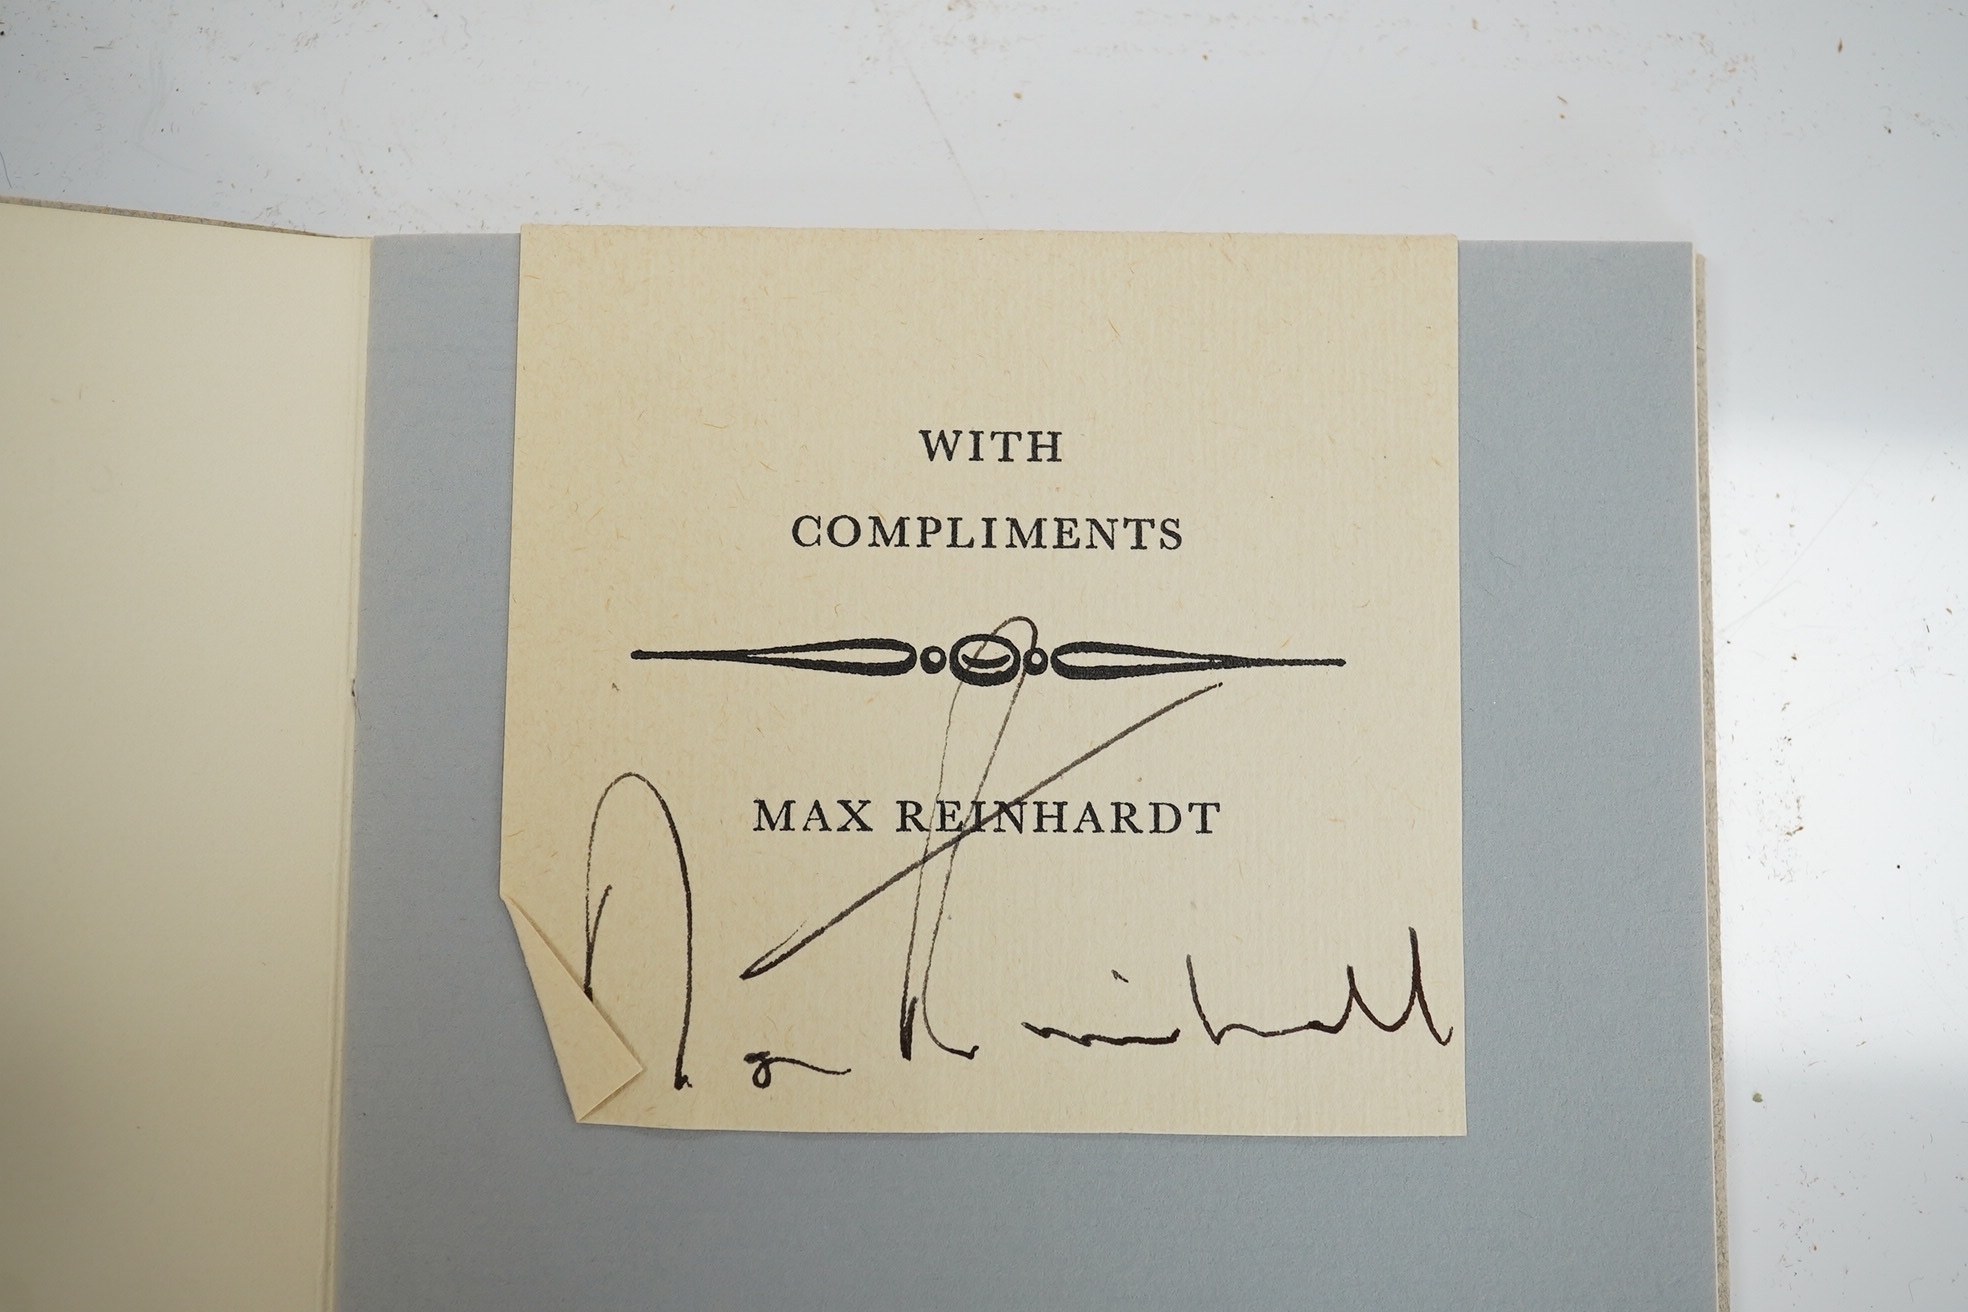 WITH
COMPLIMENTS
MAX REINHARDT
Max Reinhardt